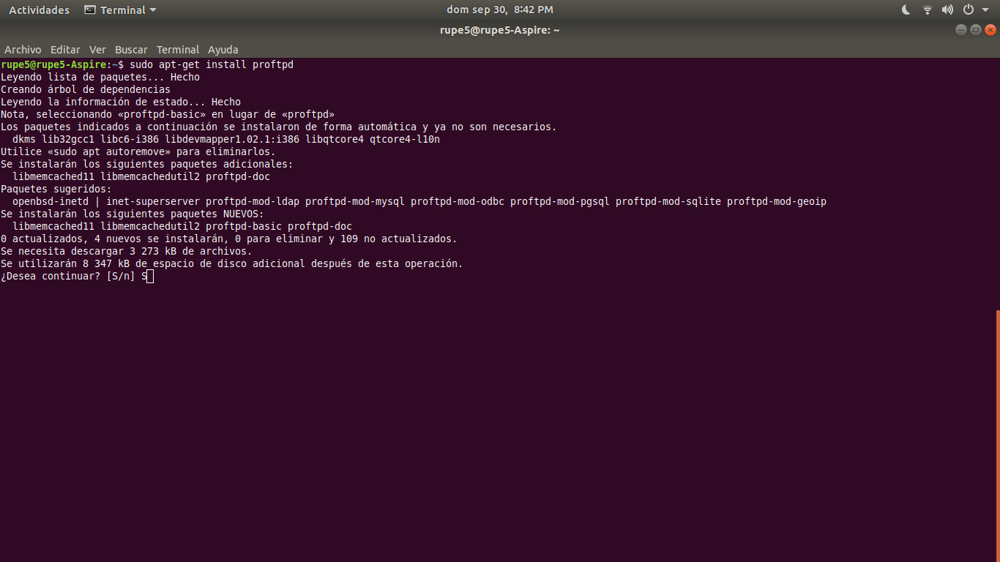 Actividades Terminal dom sep 30, 8:42 PM
rupe5@rupe5-Aspire: ~
Archivo Editar Ver Buscar Terminal Ayuda
rupe5@rupe5-Aspire:~$ sudo apt-get install proftpd
Leyendo lista de paquetes... Hecho
Creando árbol de dependencias
Leyendo la información de estado... Hecho
Nota, seleccionando «proftpd-basic» en lugar de «proftpd»
Los paquetes indicados a continuación se instalaron de forma automática y ya no son necesarios.
  dkms lib32gcc1 libc6-i386 libdevmapper1.02.1:i386 libqtcore4 qtcore4-l10n
Utilice «sudo apt autoremove» para eliminarlos.
Se instalarán los siguientes paquetes adicionales:
  libmemcached11 libmemcachedutil2 proftpd-doc
Paquetes sugeridos:
  openbsd-inetd | inet-superserver proftpd-mod-ldap proftpd-mod-mysql proftpd-mod-odbc proftpd-mod-pgsql proftpd-mod-sqlite proftpd-mod-geoip
Se instalarán los siguientes paquetes NUEVOS:
  libmemcached11 libmemcachedutil2 proftpd-basic proftpd-doc
0 actualizados, 4 nuevos se instalarán, 0 para eliminar y 109 no actualizados.
Se necesita descargar 3 273 kB de archivos.
Se utilizarán 8 347 kB de espacio de disco adicional después de esta operación.
¿Desea continuar? [S/n] S